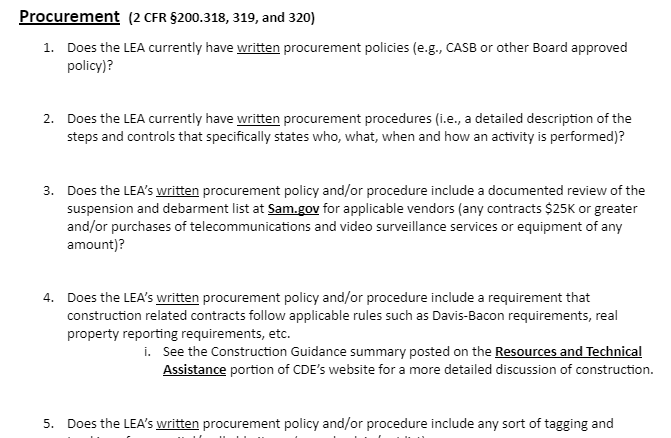 Procurement (2 CFR §200.318, 319, and 320)
1. Does the LEA currently have written procurement policies (e.g., CASB or other Board approved
policy)?
2. Does the LEA currently have written procurement procedures (i.e., a detailed description of the
steps and controls that specifically states who, what, when and how an activity is performed)?
3. Does the LEA's written procurement policy and/or procedure include a documented review of the
suspension and debarment list at Sam.gov for applicable vendors (any contracts $25K or greater
and/or purchases of telecommunications and video surveillance services or equipment of any
amount)?
4. Does the LEA's written procurement policy and/or procedure include a requirement that
construction related contracts follow applicable rules such as Davis-Bacon requirements, real
property reporting requirements, etc.
i. See the Construction Guidance summary posted on the Resources and Technical
Assistance portion of CDE's website for a more detailed discussion of construction.
5. Does the LEA's written procurement policy and/or procedure include any sort of tagging and